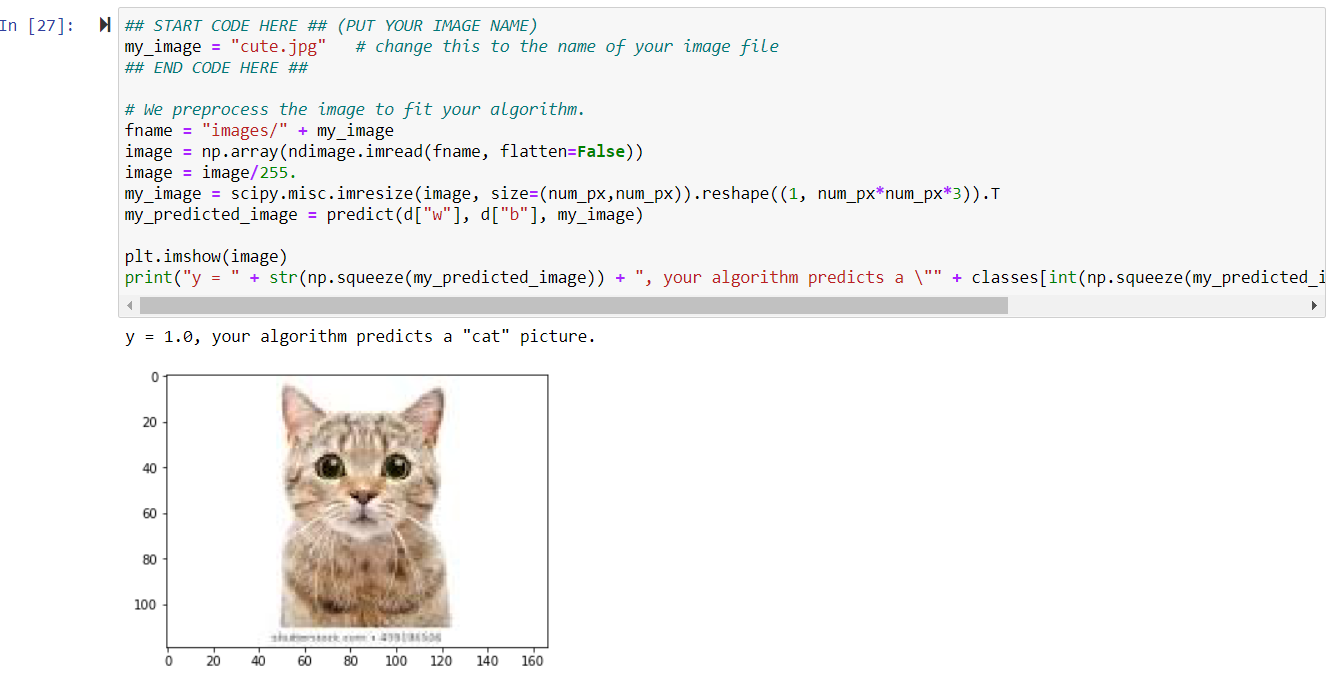 In [27]:
## START CODE HERE ## (PUT YOUR IMAGE NAME)
my_image = "cute.jpg"   # change this to the name of your image file
## END CODE HERE ##
# We preprocess the image to fit your algorithm.
fname = "images/" + my_image
image = np.array(ndimage.imread(fname, flatten=False))
image = image/255.
my_image = scipy.misc.imresize(image, size=(num_px,num_px)).reshape((1, num_px*num_px*3)).T
my_predicted_image = predict(d["w"], d["b"], my_image)
plt.imshow(image)
print("y = " + str(np.squeeze(my_predicted_image)) + ", your algorithm predicts a \"" + classes[int(np.squeeze(my_predicted_i
y = 1.0, your algorithm predicts a "cat" picture.
0
20
40
60
80
100
shutterstock.com •
0 20 40 60 80 100 120 140 160